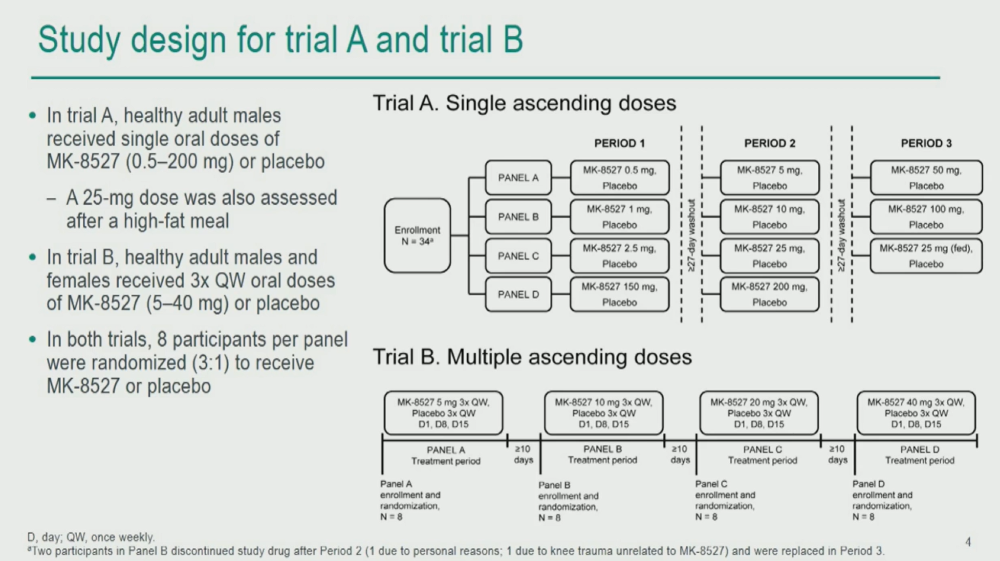 Study design for trial A and trial B
• In trial A, healthy adult males
received single oral doses of
MK-8527 (0.5–200 mg) or placebo
– A 25-mg dose was also assessed
after a high-fat meal
• In trial B, healthy adult males and
females received 3x QW oral doses
of MK-8527 (5–40 mg) or placebo
• In both trials, 8 participants per panel
were randomized (3:1) to receive
MK-8527 or placebo
Trial A. Single ascending doses
PERIOD 1
PERIOD 2
PERIOD 3
Enrollment
N = 34ª
PANEL A
MK-8527 0.5 mg,
Placebo
MK-8527 5 mg,
Placebo
MK-8527 50 mg,
Placebo
PANEL B
MK-8527 1 mg,
Placebo
MK-8527 10 mg,
Placebo
MK-8527 100 mg,
Placebo
PANEL C
MK-8527 2.5 mg,
Placebo
MK-8527 25 mg,
Placebo
MK-8527 25 mg (fed),
Placebo
PANEL D
MK-8527 150 mg,
Placebo
MK-8527 200 mg,
Placebo
≥27-day washout
≥27-day washout
Trial B. Multiple ascending doses
MK-8527 5 mg 3x QW,
Placebo 3x QW
D1, D8, D15
MK-8527 10 mg 3x QW,
Placebo 3x QW
D1, D8, D15
MK-8527 20 mg 3x QW,
Placebo 3x QW
D1, D8, D15
MK-8527 40 mg 3x QW,
Placebo 3x QW
D1, D8, D15
PANEL A
Treatment period
≥10
days
PANEL B
Treatment period
≥10
days
PANEL C
Treatment period
≥10
days
PANEL D
Treatment period
Panel A
enrollment and
randomization,
N = 8
Panel B
enrollment and
randomization,
N = 8
Panel C
enrollment and
randomization,
N = 8
Panel D
enrollment and
randomization,
N = 8
D, day; QW, once weekly.
ªTwo participants in Panel B discontinued study drug after Period 2 (1 due to personal reasons; 1 due to knee trauma unrelated to MK-8527) and were replaced in Period 3.
4